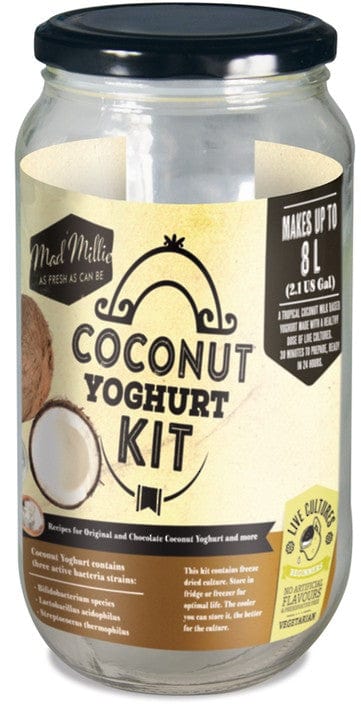 Mad Millie
AS FRESH AS CAN BE
MAKES UP TO
8 L
(2.1 US Gal)
A TROPICAL COCONUT MILK BASED
YOGHURT MADE WITH A HEALTHY
DOSE OF LIVE CULTURES.
30 MINUTES TO PREPARE, READY
IN 24 HOURS.
COCONUT
YOGHURT
KIT
Recipes for Original and Chocolate Coconut Yoghurt and more
Coconut Yoghurt contains
three active bacteria strains:
- Bifidobacterium species
- Lactobacillus acidophilus
- Streptococcus thermophilus
This kit contains freeze
dried culture. Store in
fridge or freezer for
optimal life. The cooler
you can store it, the better
for the culture.
LIVE CULTURES
BEGINNERS
NO ARTIFICIAL
FLAVOURS
& PRESERVATIVE FREE
VEGETARIAN